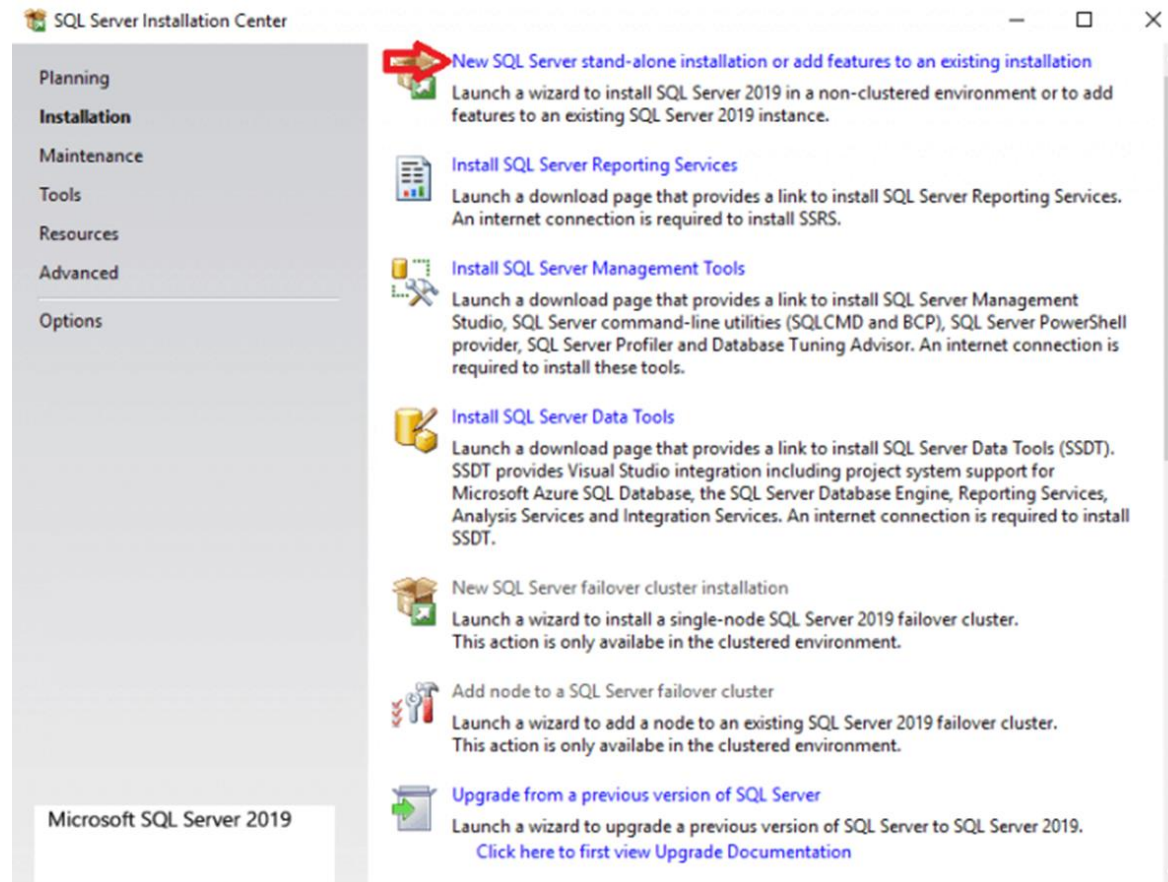 SQL Server Installation Center
Planning
Installation
Maintenance
Tools
Resources
Advanced
Options
Microsoft SQL Server 2019
New SQL Server stand-alone installation or add features to an existing installation
Launch a wizard to install SQL Server 2019 in a non-clustered environment or to add
features to an existing SQL Server 2019 instance.
Install SQL Server Reporting Services
Launch a download page that provides a link to install SQL Server Reporting Services.
An internet connection is required to install SSRS.
Install SQL Server Management Tools
Launch a download page that provides a link to install SQL Server Management
Studio, SQL Server command-line utilities (SQLCMD and BCP), SQL Server PowerShell
provider, SQL Server Profiler and Database Tuning Advisor. An internet connection is
required to install these tools.
Install SQL Server Data Tools
Launch a download page that provides a link to install SQL Server Data Tools (SSDT).
SSDT provides Visual Studio integration including project system support for
Microsoft Azure SQL Database, the SQL Server Database Engine, Reporting Services,
Analysis Services and Integration Services. An internet connection is required to install
SSDT.
New SQL Server failover cluster installation
Launch a wizard to install a single-node SQL Server 2019 failover cluster.
This action is only availabe in the clustered environment.
Add node to a SQL Server failover cluster
Launch a wizard to add a node to an existing SQL Server 2019 failover cluster.
This action is only availabe in the clustered environment.
Upgrade from a previous version of SQL Server
Launch a wizard to upgrade a previous version of SQL Server to SQL Server 2019.
Click here to first view Upgrade Documentation